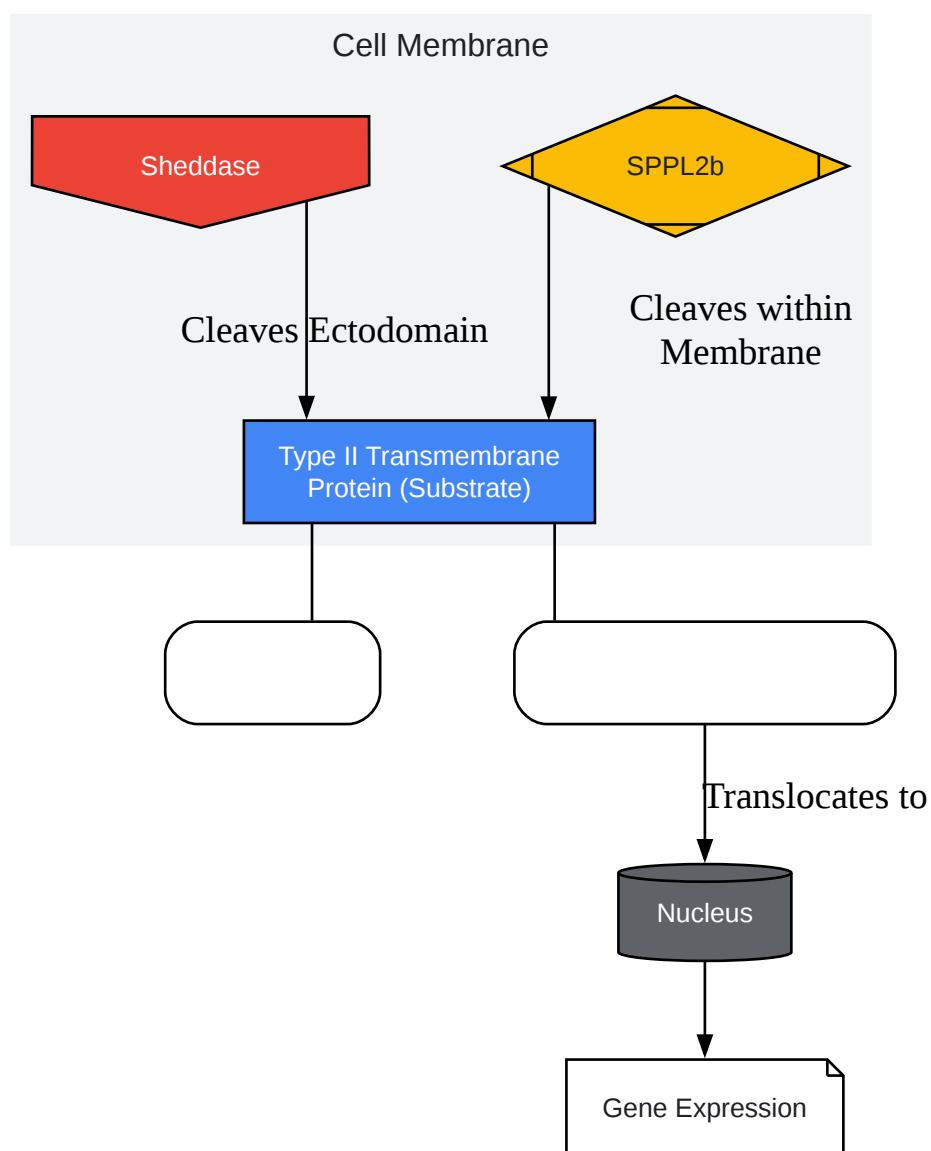 Cell Membrane
Sheddase
SPPL2b
Cleaves Ectodomain
Cleaves within
Membrane
Type II Transmembrane
Protein (Substrate)
Translocates to
Nucleus
Gene Expression